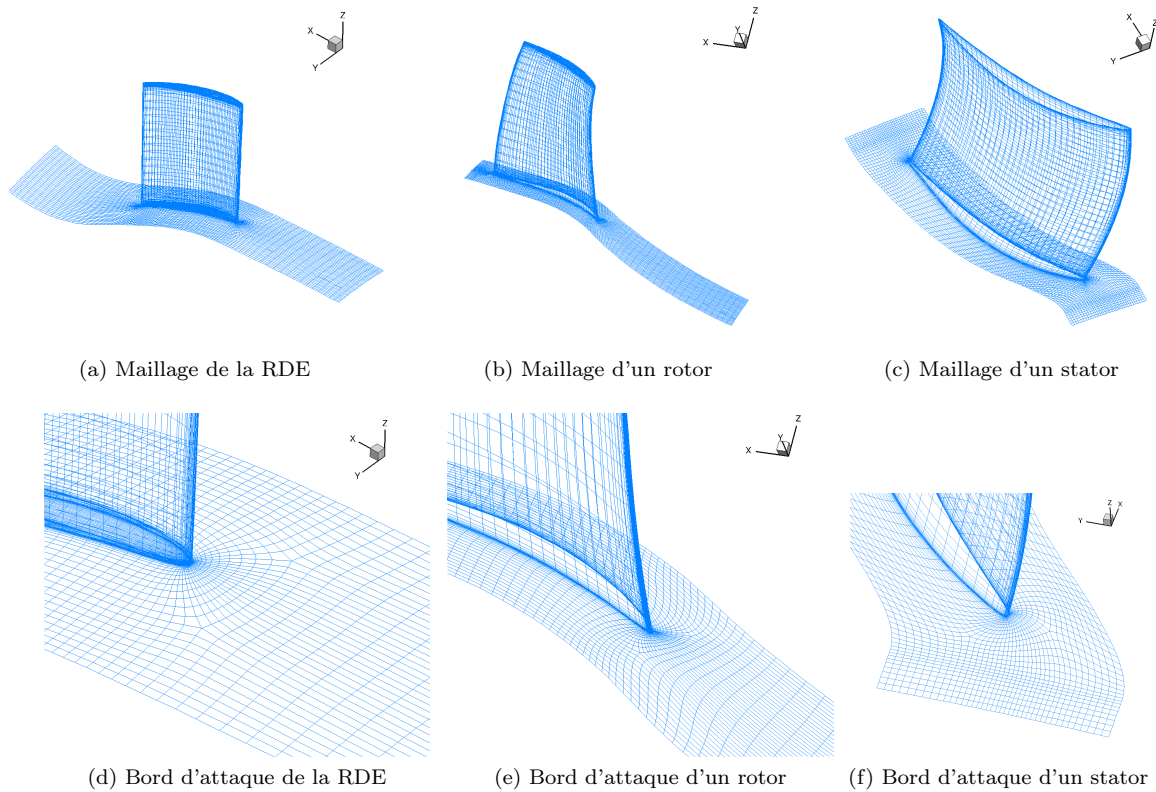 Z
X
Y
Z
Y
X
X
Z
Y
(a) Maillage de la RDE
(b) Maillage d'un rotor
(c) Maillage d'un stator
Z
X
Y
Z
Y
X
Z
X
Y
(d) Bord d'attaque de la RDE
(e) Bord d'attaque d'un rotor
(f) Bord d'attaque d'un stator